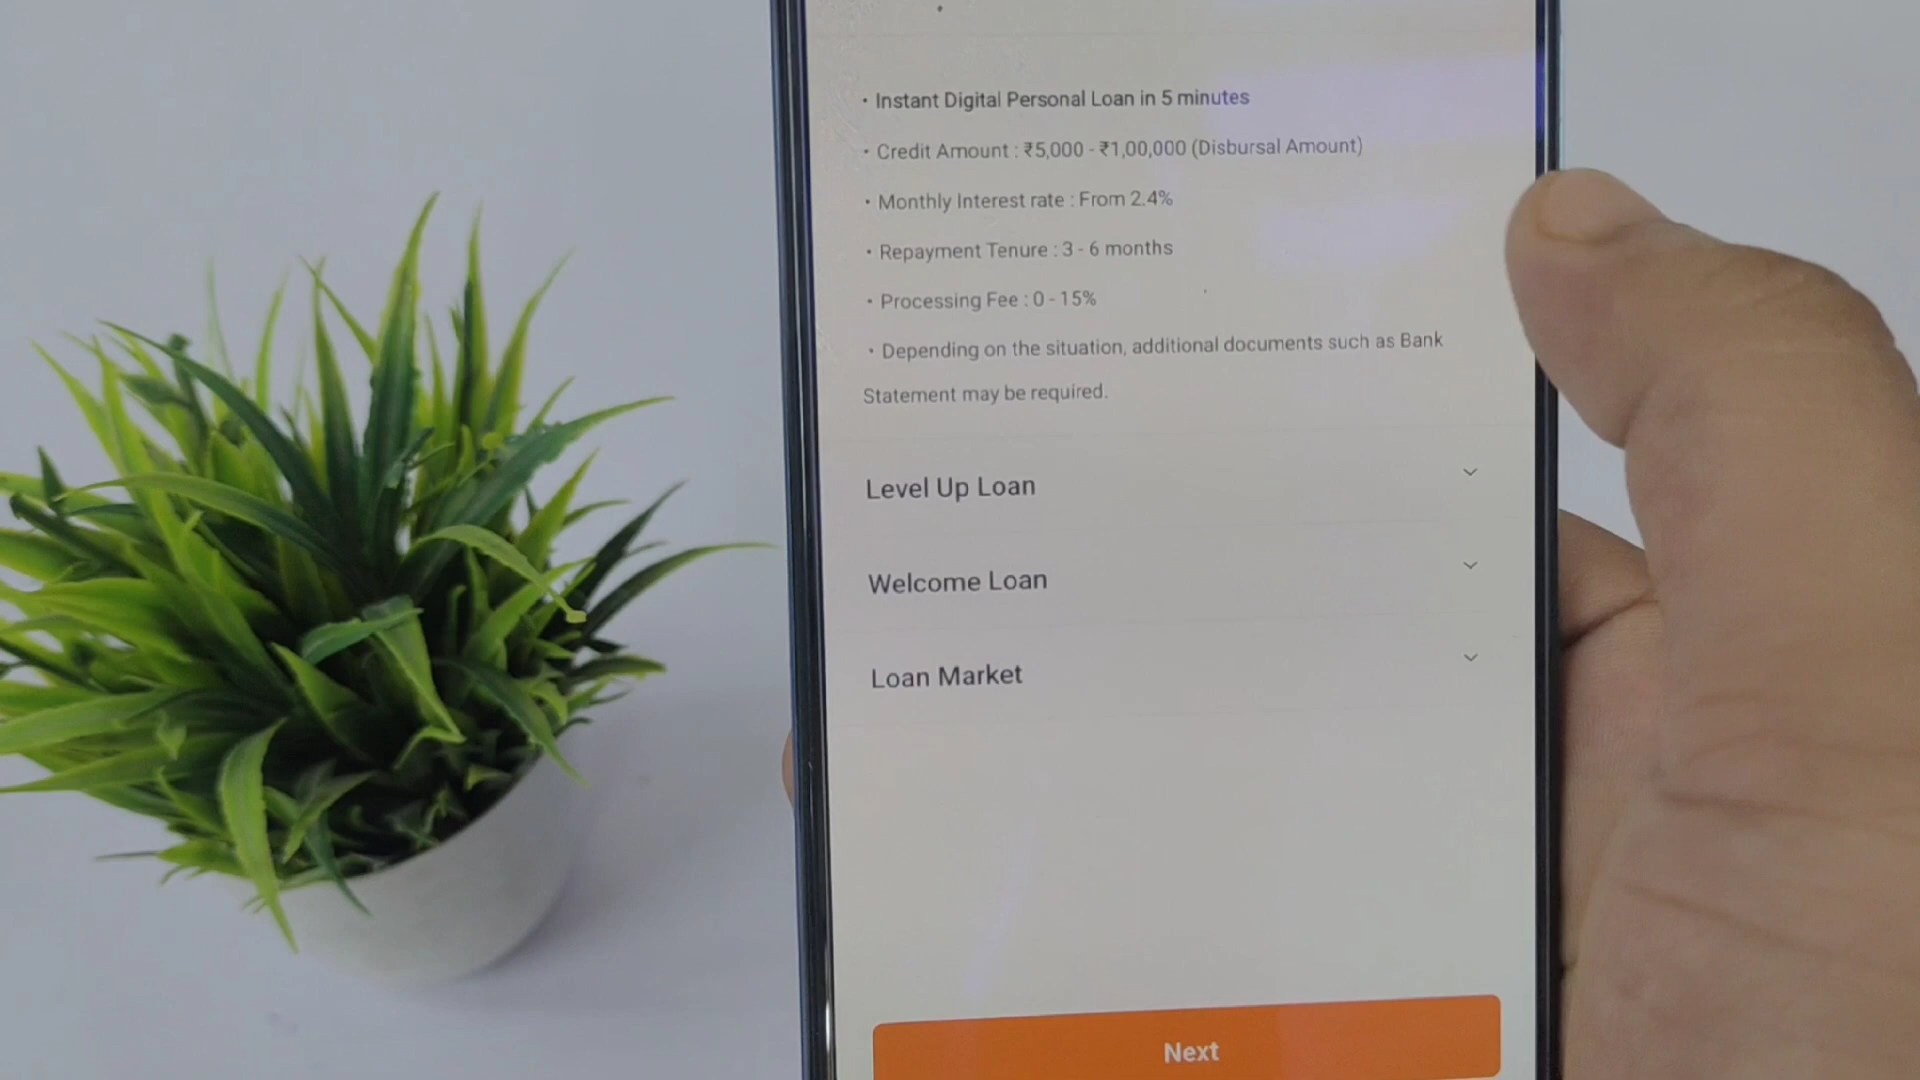 • Instant Digital Personal Loan in 5 minutes
• Credit Amount : ₹5,000 - ₹1,00,000 (Disbursal Amount)
• Monthly Interest rate : From 2.4%
• Repayment Tenure : 3 - 6 months
• Processing Fee : 0 - 15%
• Depending on the situation, additional documents such as Bank
Statement may be required.
Level Up Loan
Welcome Loan
Loan Market
Next